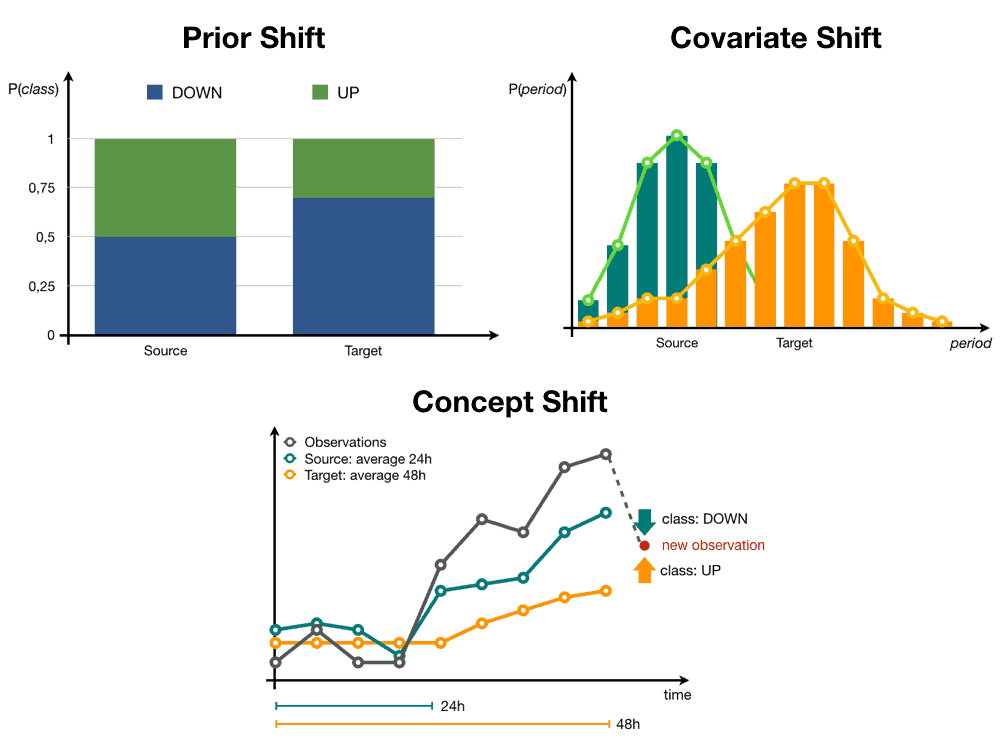 Prior Shift
P(class)
DOWN
UP
1
0,75
0,5
0,25
0
Source
Target
Covariate Shift
P(period)
Source
Target
period
Concept Shift
Observations
Source: average 24h
Target: average 48h
class: DOWN
new observation
class: UP
time
24h
48h